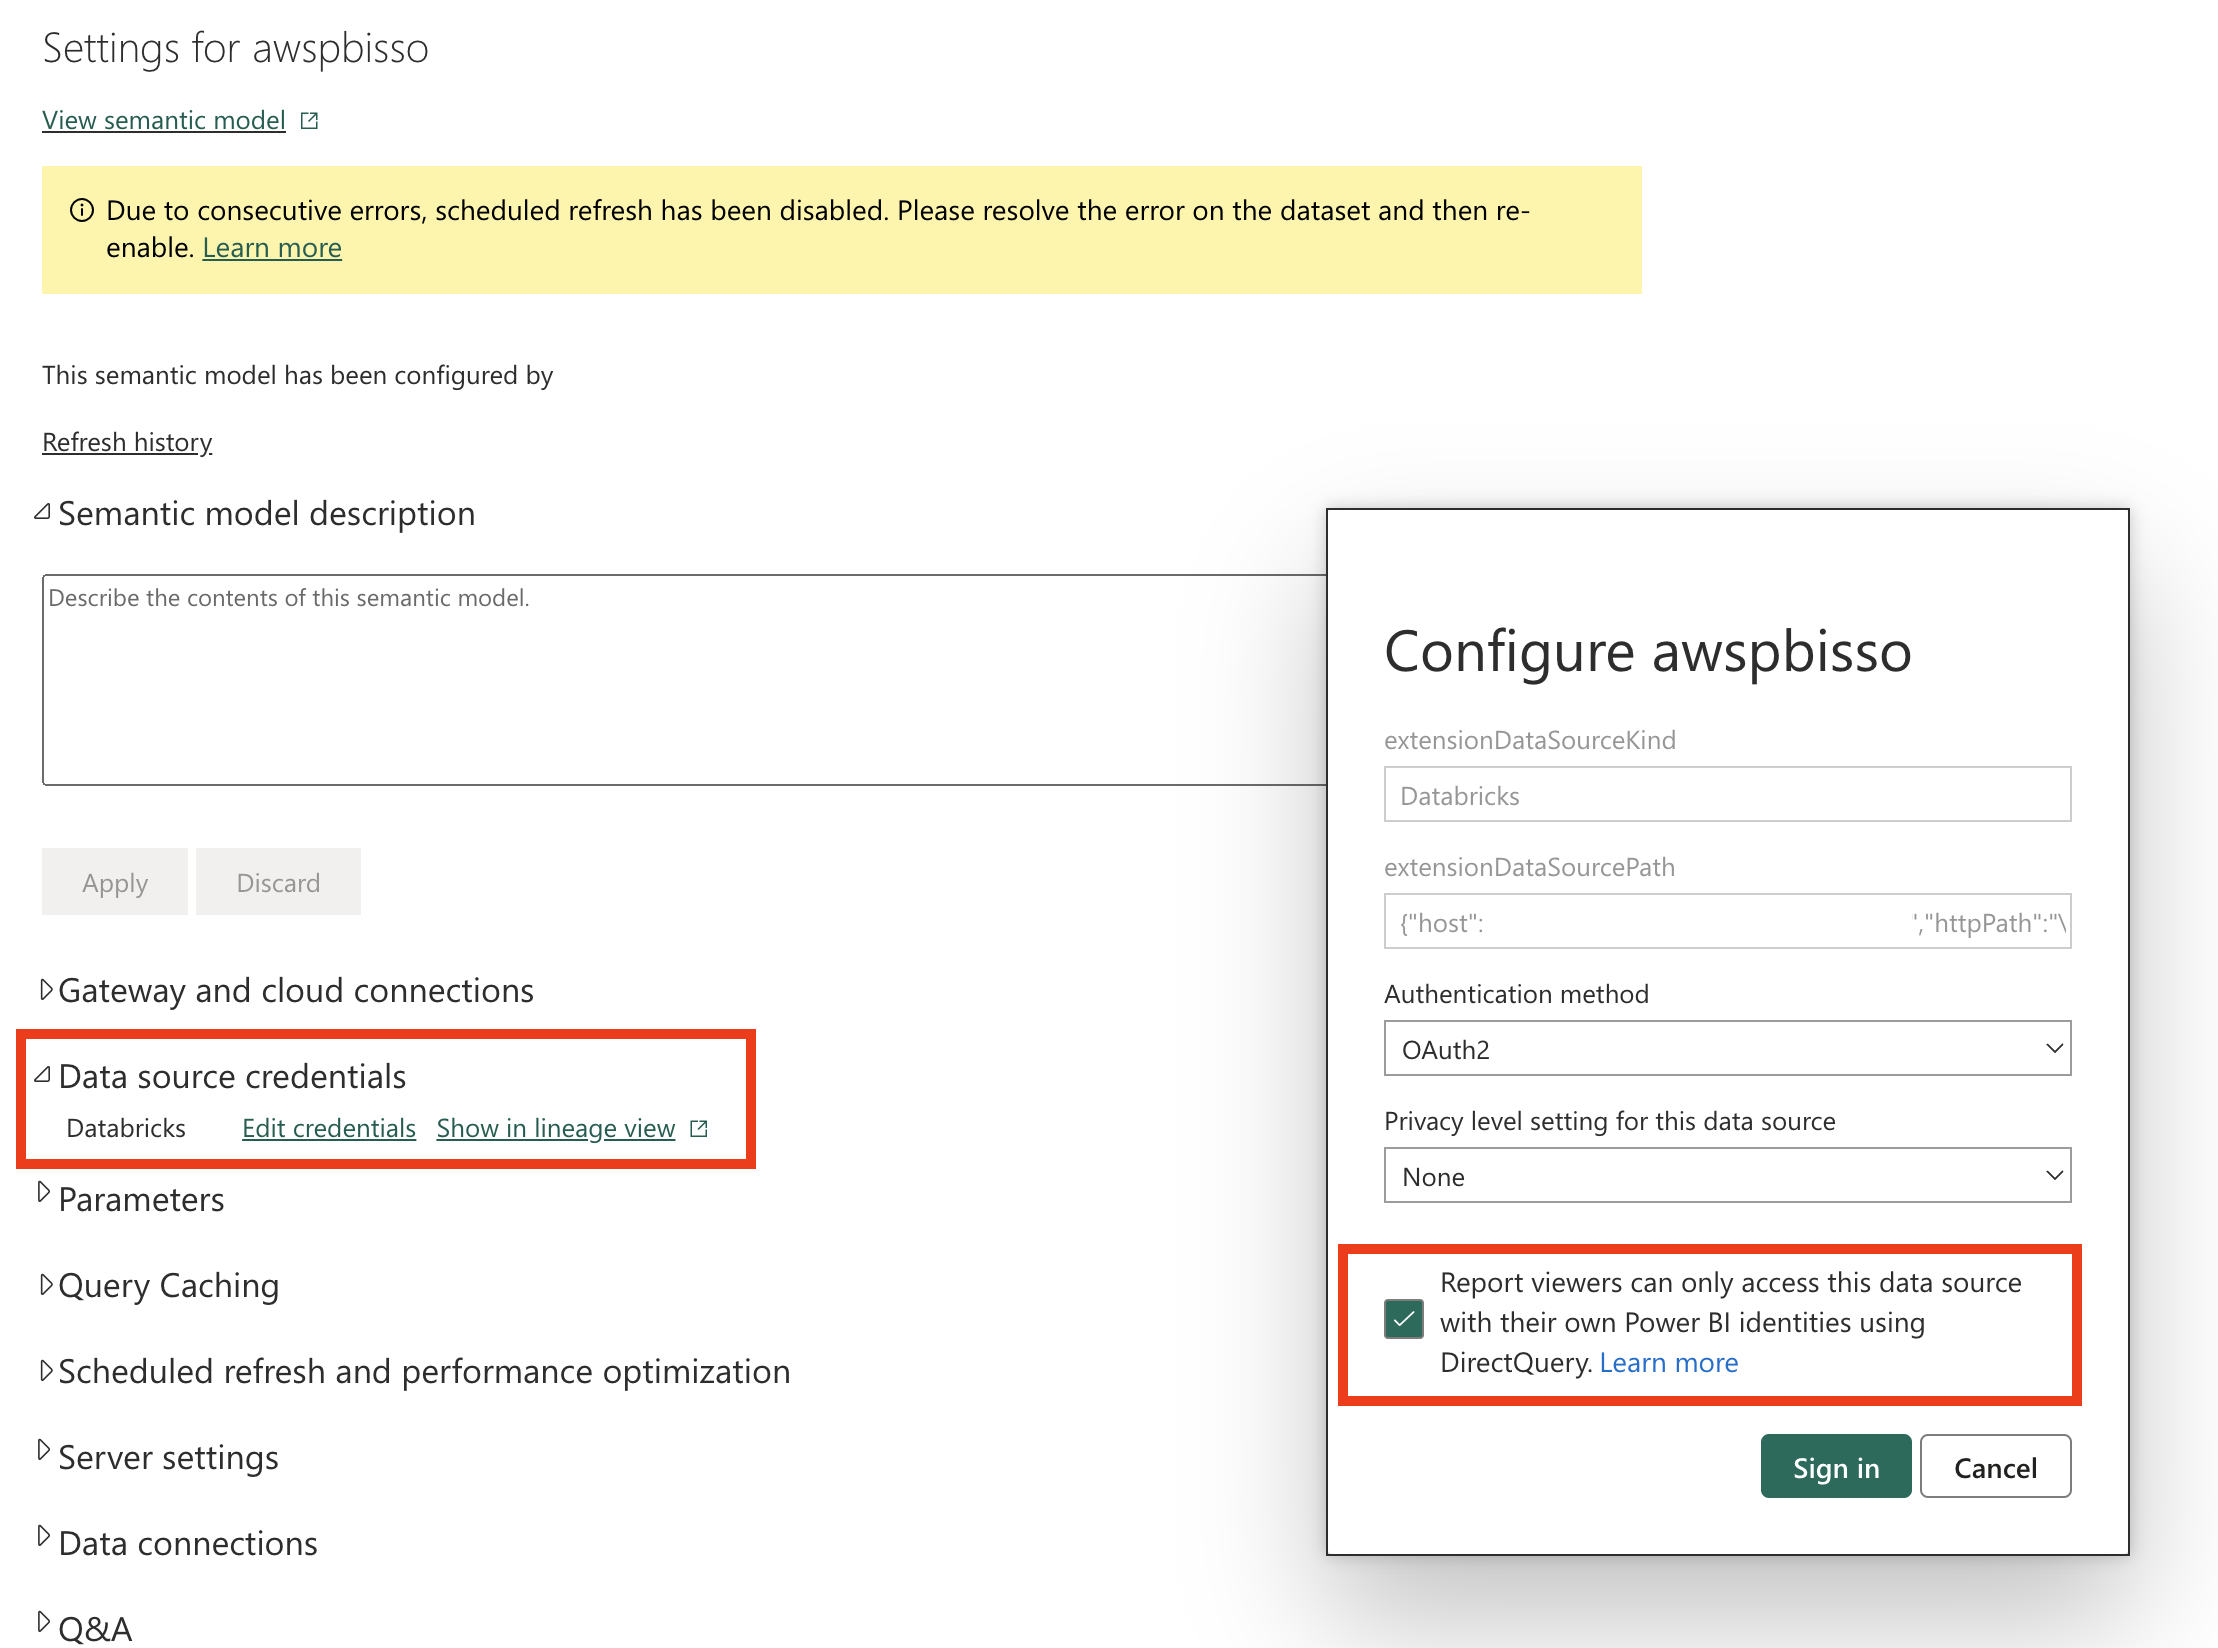 Settings for awspbisso
View semantic model
Due to consecutive errors, scheduled refresh has been disabled. Please resolve the error on the dataset and then re-
enable. Learn more
This semantic model has been configured by
Refresh history
Semantic model description
Describe the contents of this semantic model.
Apply Discard
Gateway and cloud connections
Data source credentials
Databricks Edit credentials Show in lineage view
Parameters
Query Caching
Scheduled refresh and performance optimization
Server settings
Data connections
Q&A
Configure awspbisso
extensionDataSourceKind
Databricks
extensionDataSourcePath
{"host": ',"httpPath":"\
Authentication method
OAuth2
Privacy level setting for this data source
None
Report viewers can only access this data source
with their own Power BI identities using
DirectQuery. Learn more
Sign in Cancel